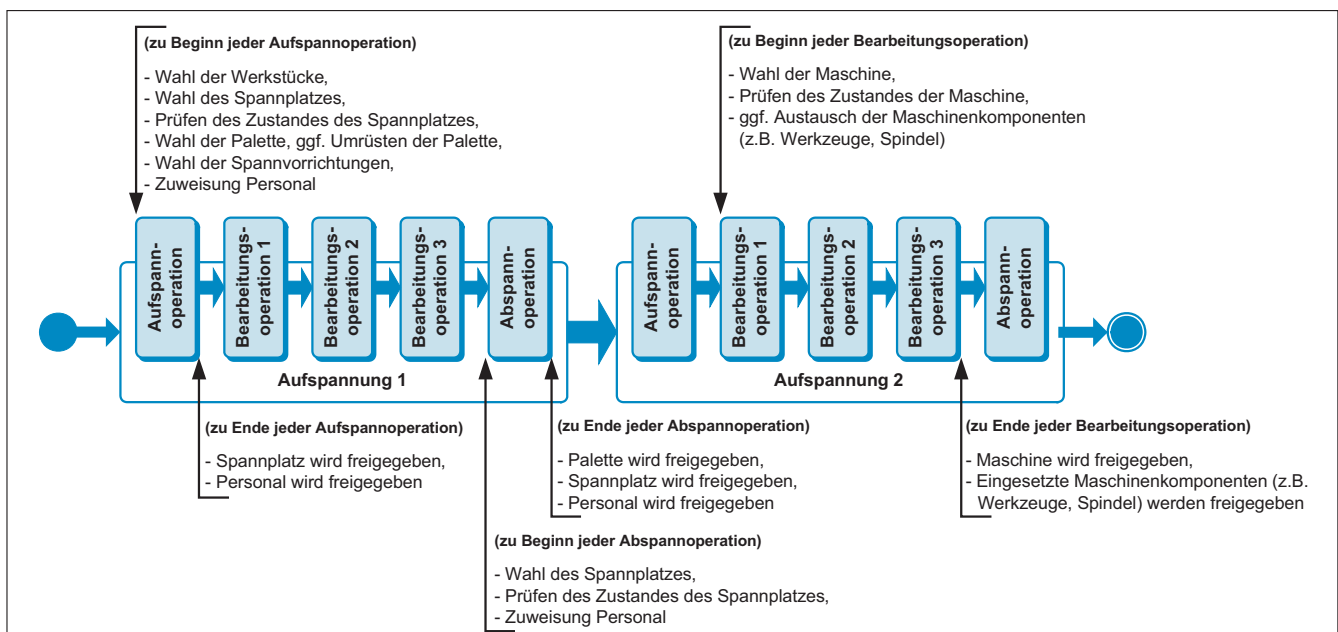 (zu Beginn jeder Aufspannoperation)
- Wahl der Werkstücke,
- Wahl des Spannplatzes,
- Prüfen des Zustandes des Spannplatzes,
- Wahl der Palette, ggf. Umrüsten der Palette,
- Wahl der Spannvorrichtungen,
- Zuweisung Personal
(zu Beginn jeder Bearbeitungsoperation)
- Wahl der Maschine,
- Prüfen des Zustandes der Maschine,
- ggf. Austausch der Maschinenkomponenten
(z.B. Werkzeuge, Spindel)
Aufspann-
operation
Bearbeitungs-
operation 1
Bearbeitungs-
operation 2
Bearbeitungs-
operation 3
Abspann-
operation
Aufspannung 1
Aufspann-
operation
Bearbeitungs-
operation 1
Bearbeitungs-
operation 2
Bearbeitungs-
operation 3
Abspann-
operation
Aufspannung 2
(zu Ende jeder Aufspannoperation)
- Spannplatz wird freigegeben,
- Personal wird freigegeben
(zu Ende jeder Abspannoperation)
- Palette wird freigegeben,
- Spannplatz wird freigegeben,
- Personal wird freigegeben
(zu Ende jeder Bearbeitungsoperation)
- Maschine wird freigegeben,
- Eingesetzte Maschinenkomponenten (z.B.
Werkzeuge, Spindel) werden freigegeben
(zu Beginn jeder Abspannoperation)
- Wahl des Spannplatzes,
- Prüfen des Zustandes des Spannplatzes,
- Zuweisung Personal